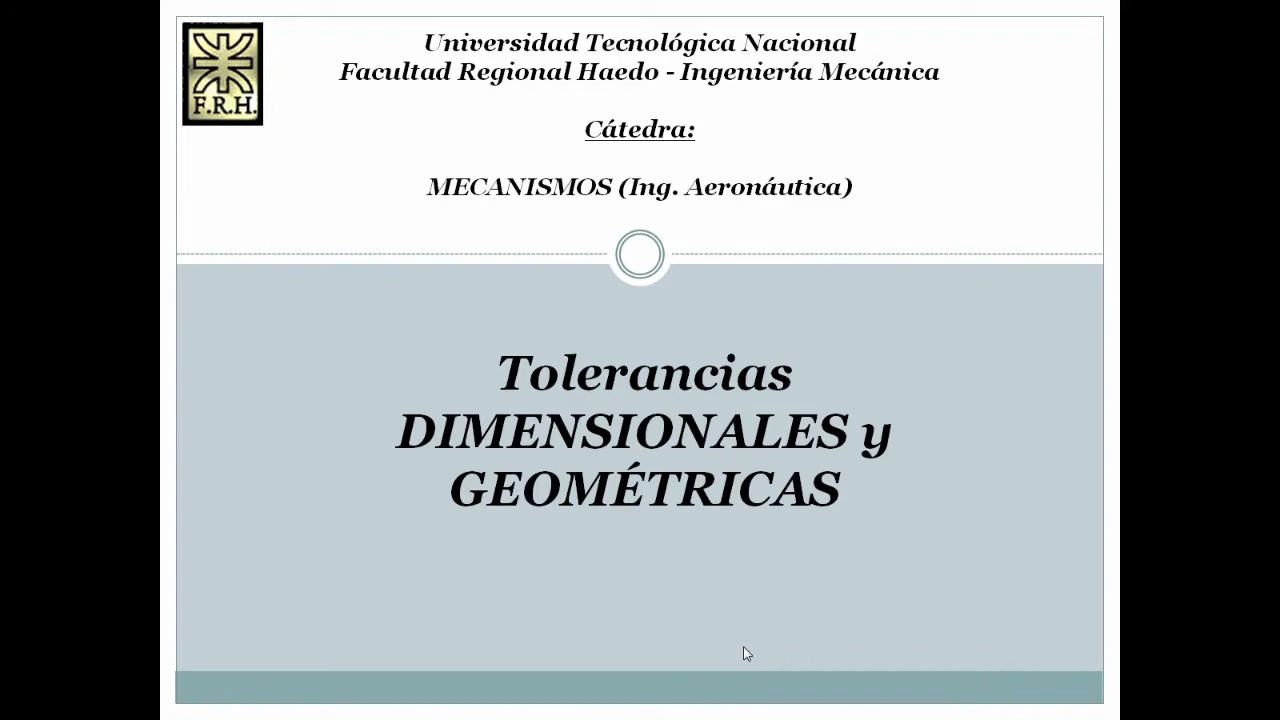 F.R.H.
Universidad Tecnológica Nacional
Facultad Regional Haedo - Ingeniería Mecánica
Cátedra:
MECANISMOS (Ing. Aeronáutica)
Tolerancias
DIMENSIONALES y
GEOMÉTRICAS